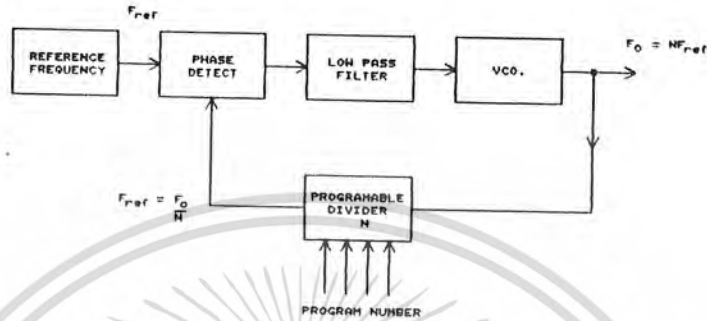 Fref
REFERENCE
FREQUENCY
PHASE
DETECT
LOW PASS
FILTER
VCO.
Fo = NFref
Fref = Fo
N
PROGRAMABLE
DIVIDER
N
PROGRAM NUMBER